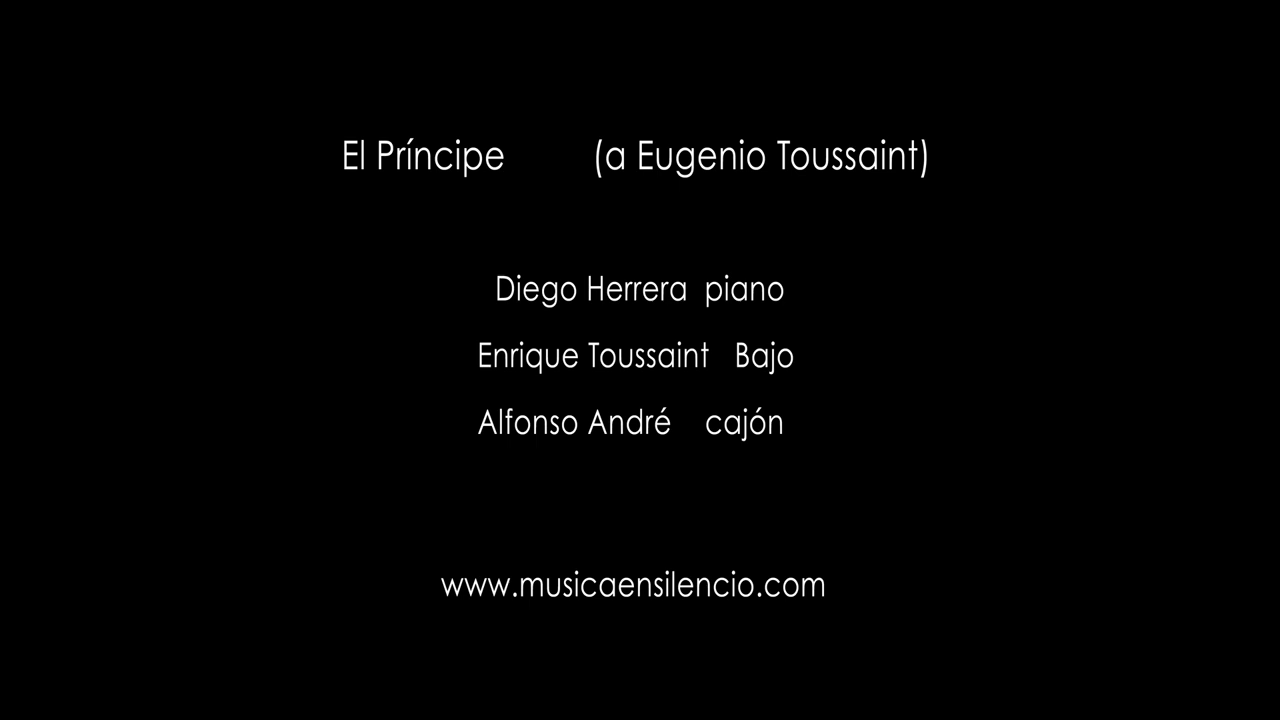 El Príncipe (a Eugenio Toussaint)
Diego Herrera piano
Enrique Toussaint Bajo
Alfonso André cajón
www.musicaensilencio.com